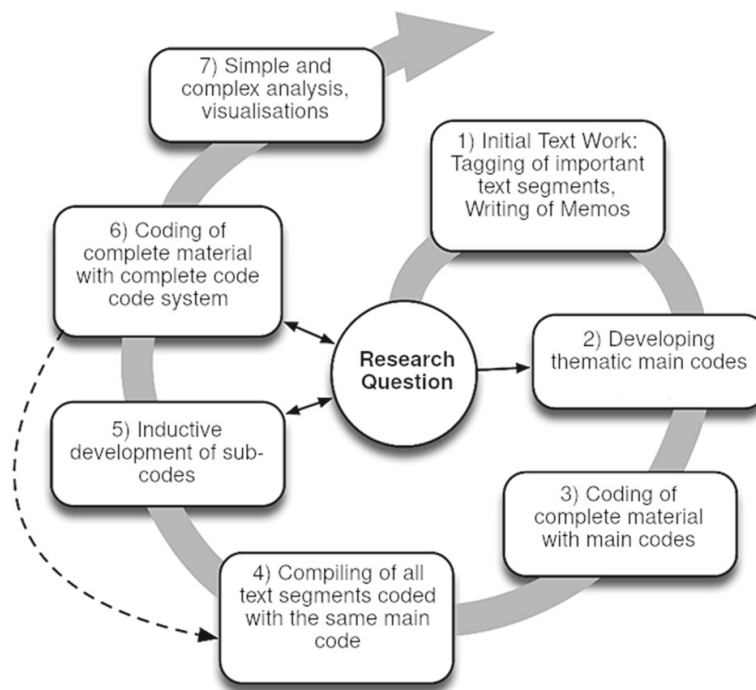 7) Simple and
complex analysis,
visualisations
1) Initial Text Work:
Tagging of important
text segments,
Writing of Memos
6) Coding of
complete material
with complete code
code system
Research
Question
2) Developing
thematic main codes
5) Inductive
development of sub-
codes
3) Coding of
complete material
with main codes
4) Compiling of all
text segments coded
with the same main
code